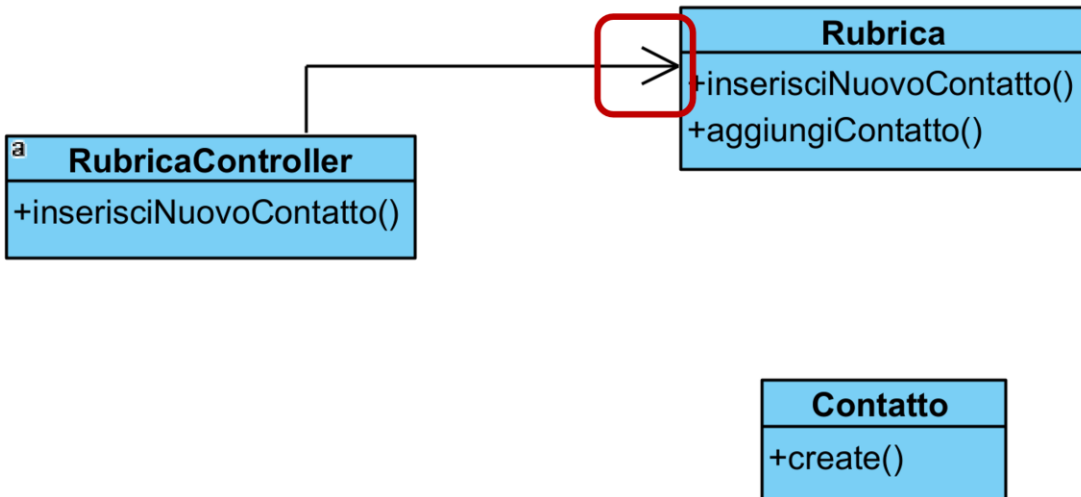 Rubrica
+inserisciNuovoContatto()
+aggiungiContatto()
a
RubricaController
+inserisciNuovoContatto()
Contatto
+create()